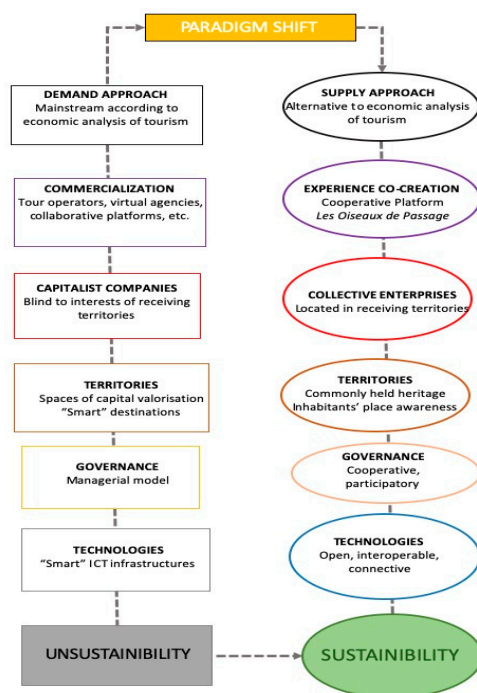 PARADIGM SHIFT
DEMAND APPROACH
Mainstream according to
economic analysis of tourism
COMMERCIALIZATION
Tour operators, virtual agencies,
collaborative platforms, etc.
CAPITALIST COMPANIES
Blind to interests of receiving
territories
TERRITORIES
Spaces of capital valorisation
“Smart” destinations
GOVERNANCE
Managerial model
TECHNOLOGIES
“Smart” ICT infrastructures
UNSUSTAINIBILITY
SUPPLY APPROACH
Alternative to economic analysis
of tourism
EXPERIENCE CO-CREATION
Cooperative Platform
Les Oiseaux de Passage
COLLECTIVE ENTERPRISES
Located in receiving territories
TERRITORIES
Commonly held heritage
Inhabitants’ place awareness
GOVERNANCE
Cooperative,
participatory
TECHNOLOGIES
Open, interoperable,
connective
SUSTAINIBILITY